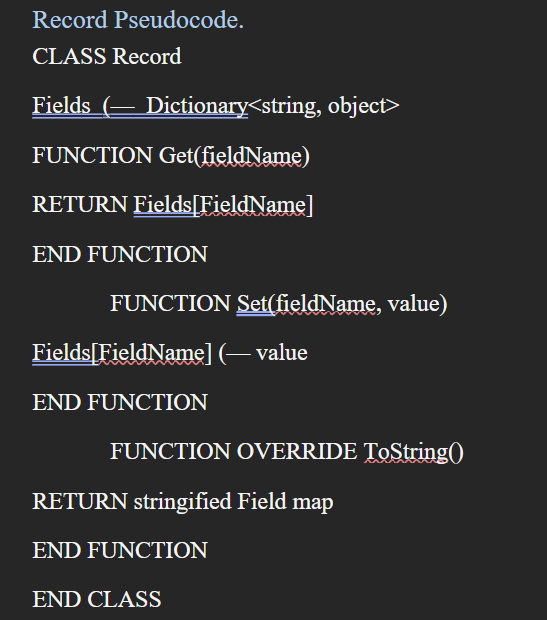 Record Pseudocode.
CLASS Record
Fields (— Dictionary<string, object>
FUNCTION Get(fieldName)
RETURN Fields[FieldName]
END FUNCTION
FUNCTION Set(fieldName, value)
Fields[FieldName] (— value
END FUNCTION
FUNCTION OVERRIDE ToString()
RETURN stringified Field map
END FUNCTION
END CLASS